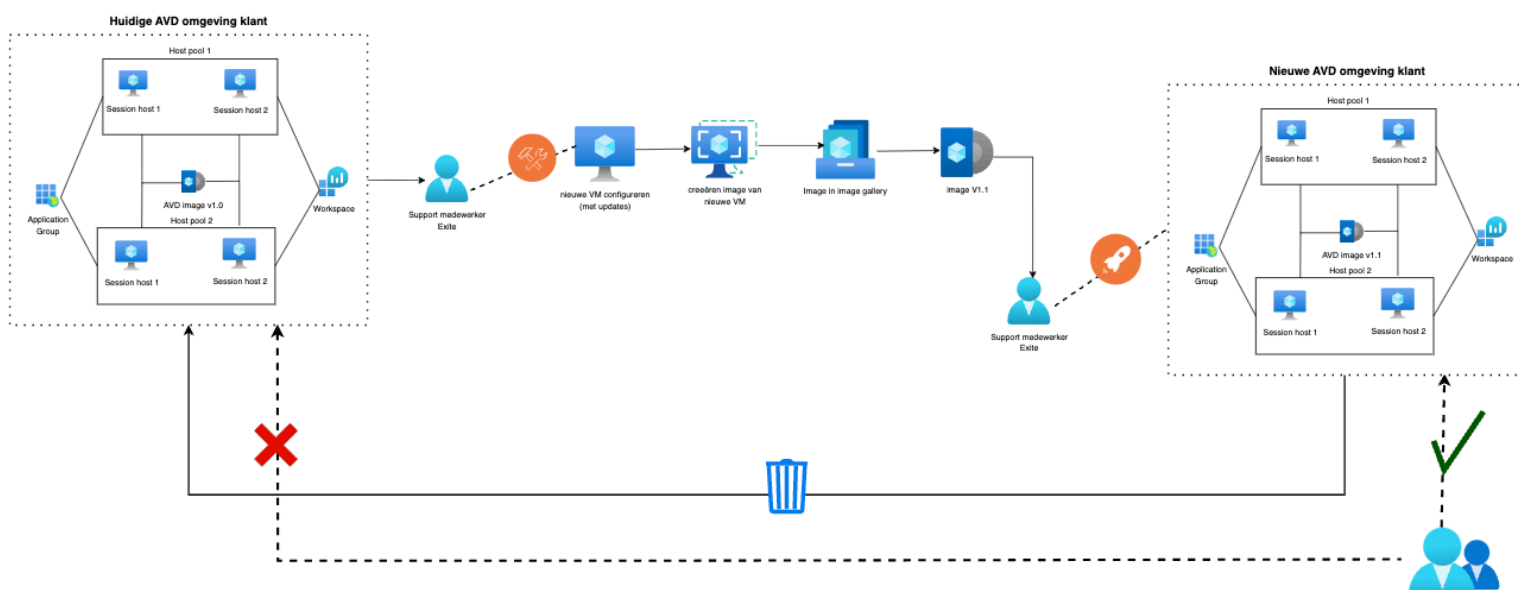 Huidige AVD omgeving klant
Host pool 1
Session host 1
Session host 2
AVD image v1.0
Application
Group
Workspace
Host pool 2
Session host 1
Session host 2
Support medewerker
Exite
nieuwe VM configureren
(met updates)
creeëren image van
nieuwe VM
Image in image gallery
image V1.1
Support medewerker
Exite
Nieuwe AVD omgeving klant
Host pool 1
Session host 1
Session host 2
AVD image v1.1
Application
Group
Workspace
Host pool 2
Session host 1
Session host 2